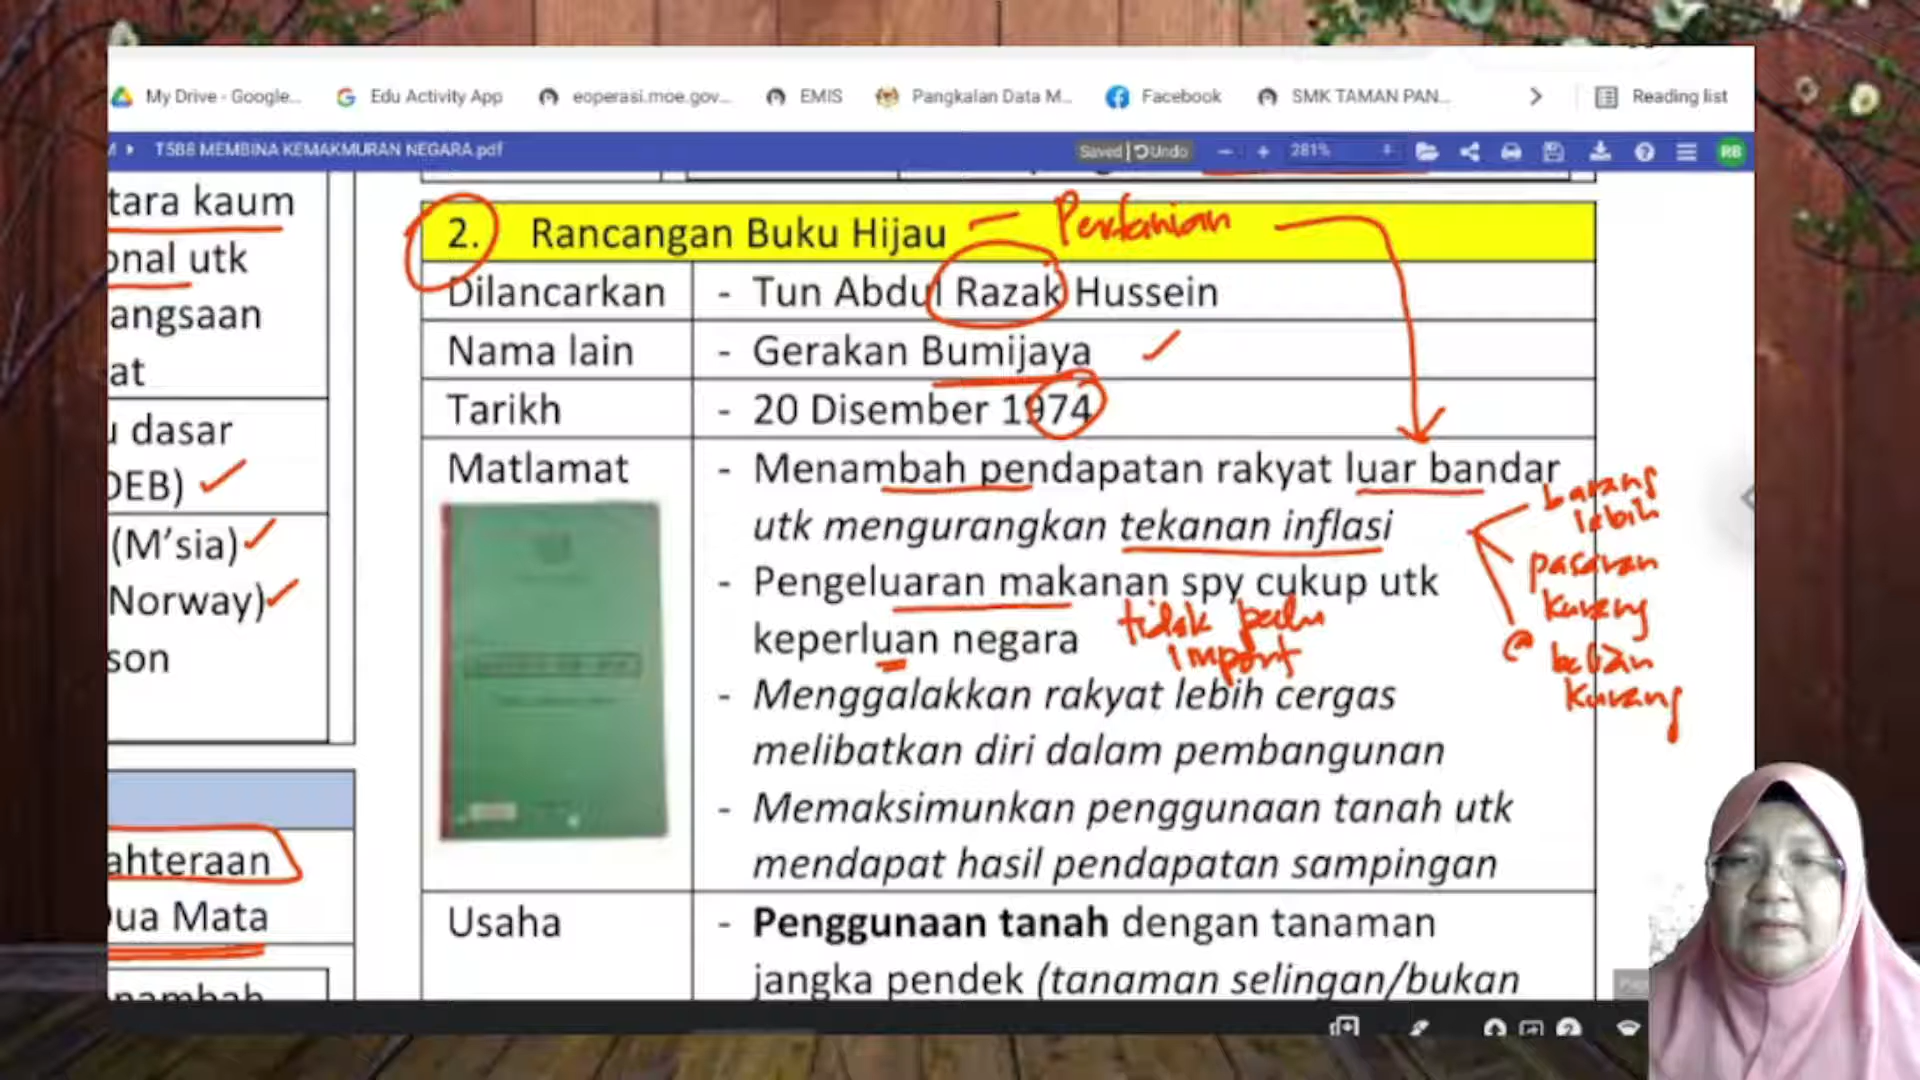 My Drive - Google...
Edu Activity App
eoperasi.moe.gov...
EMIS
Pangkalan Data M...
Facebook
SMK TAMAN PAN...
Reading list
T5B8 MEMBINA KEMAKMURAN NEGARA.pdf
Saved
Undo
281%
RB
tara kaum
onal utk
angsaan
at
dasar
DEB)
(M'sia)
Norway)
son
ahteraan
Dua Mata
nambah
2. Rancangan Buku Hijau - Pertanian
Dilancarkan - Tun Abdul Razak Hussein
Nama lain - Gerakan Bumijaya
Tarikh - 20 Disember 1974
Matlamat - Menambah pendapatan rakyat luar bandar
utk mengurangkan tekanan inflasi
- Pengeluaran makanan spy cukup utk
keperluan negara
tidak perlu
import
- Menggalakkan rakyat lebih cergas
melibatkan diri dalam pembangunan
- Memaksimunkan penggunaan tanah utk
mendapat hasil pendapatan sampingan
barang
lebih
pasaran
kurang
@ belian
kurang
Usaha - Penggunaan tanah dengan tanaman
jangka pendek (tanaman selingan/bukan